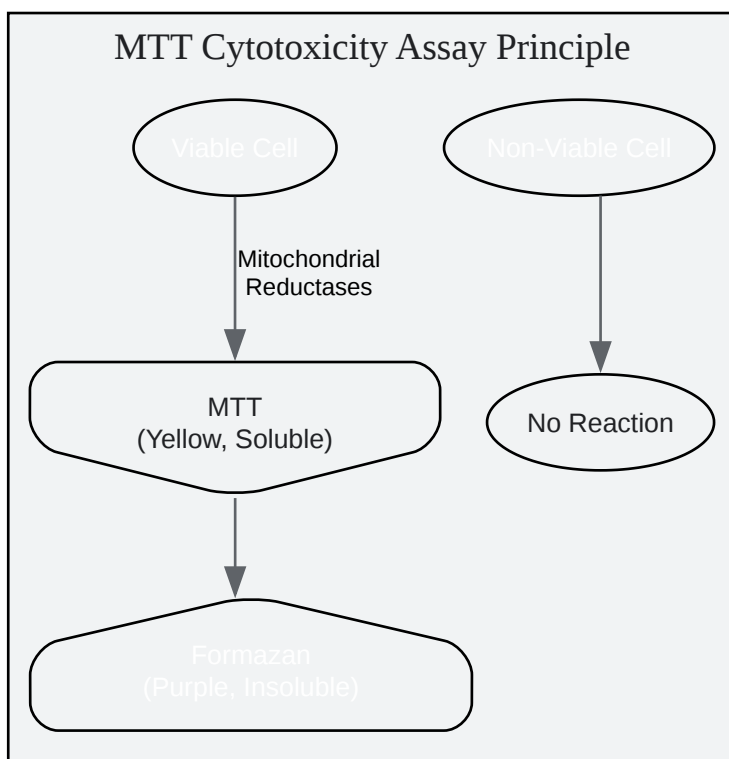 MTT Cytotoxicity Assay Principle
Viable Cell
Non-Viable Cell
Mitochondrial
Reductases
MTT
(Yellow, Soluble)
No Reaction
Formazan
(Purple, Insoluble)